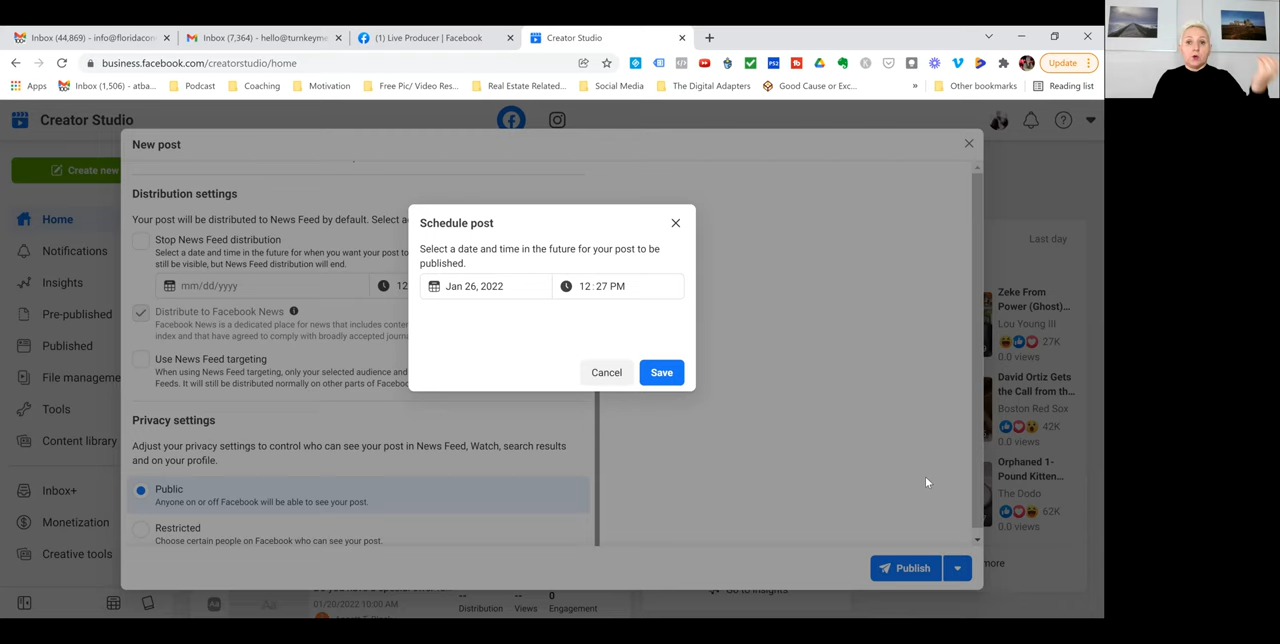 Inbox (44,869) - info@floridacon
Inbox (7,364) - hello@turnkeyme
(1) Live Producer | Facebook
Creator Studio
business.facebook.com/creatorstudio/home
Update
Apps
Inbox (1,506) - atba...
Podcast
Coaching
Motivation
Free Pic/ Video Res...
Real Estate Related...
Social Media
The Digital Adapters
Good Cause or Exc...
»
Other bookmarks
Reading list
Creator Studio
Create new
New post
Home
Notifications
Insights
Pre-published
Published
File manageme
Tools
Content library
Inbox+
Monetization
Creative tools
Distribution settings
Your post will be distributed to News Feed by default. Select a
Stop News Feed distribution
Select a date and time in the future for when you want your post to
still be visible, but News Feed distribution will end.
mm/dd/yyyy
12
Distribute to Facebook News
Facebook News is a dedicated place for news that includes conten
index and that have agreed to comply with broadly accepted journa
Use News Feed targeting
When using News Feed targeting, only your selected audience and
Feeds. It will still be distributed normally on other parts of Facebo
Privacy settings
Adjust your privacy settings to control who can see your post in News Feed, Watch, search results
and on your profile.
Public
Anyone on or off Facebook will be able to see your post.
Restricted
Choose certain people on Facebook who can see your post.
Schedule post
Select a date and time in the future for your post to be
published.
Jan 26, 2022
12 : 27 PM
Cancel
Save
Publish
Last day
Zeke From
Power (Ghost)...
Lou Young III
27K
0.0 views
David Ortiz Gets
the Call from th...
Boston Red Sox
42K
0.0 views
Orphaned 1-
Pound Kitten...
The Dodo
62K
0.0 views
more
Go to Insights
01/20/2022 10:00 AM
--
Distribution
--
Views
0
Engagement